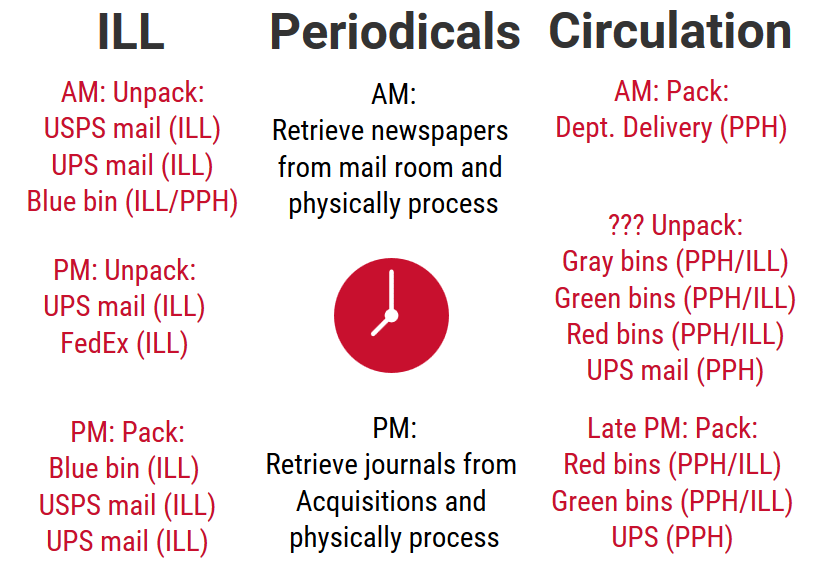 ILL
AM: Unpack:
USPS mail (ILL)
UPS mail (ILL)
Blue bin (ILL/PPH)
PM: Unpack:
UPS mail (ILL)
FedEx (ILL)
PM: Pack:
Blue bin (ILL)
USPS mail (ILL)
UPS mail (ILL)
Periodicals
AM:
Retrieve newspapers
from mail room and
physically process
PM:
Retrieve journals from
Acquisitions and
physically process
Circulation
AM: Pack:
Dept. Delivery (PPH)
??? Unpack:
Gray bins (PPH/ILL)
Green bins (PPH/ILL)
Red bins (PPH/ILL)
UPS mail (PPH)
Late PM: Pack:
Red bins (PPH/ILL)
Green bins (PPH/ILL)
UPS (PPH)